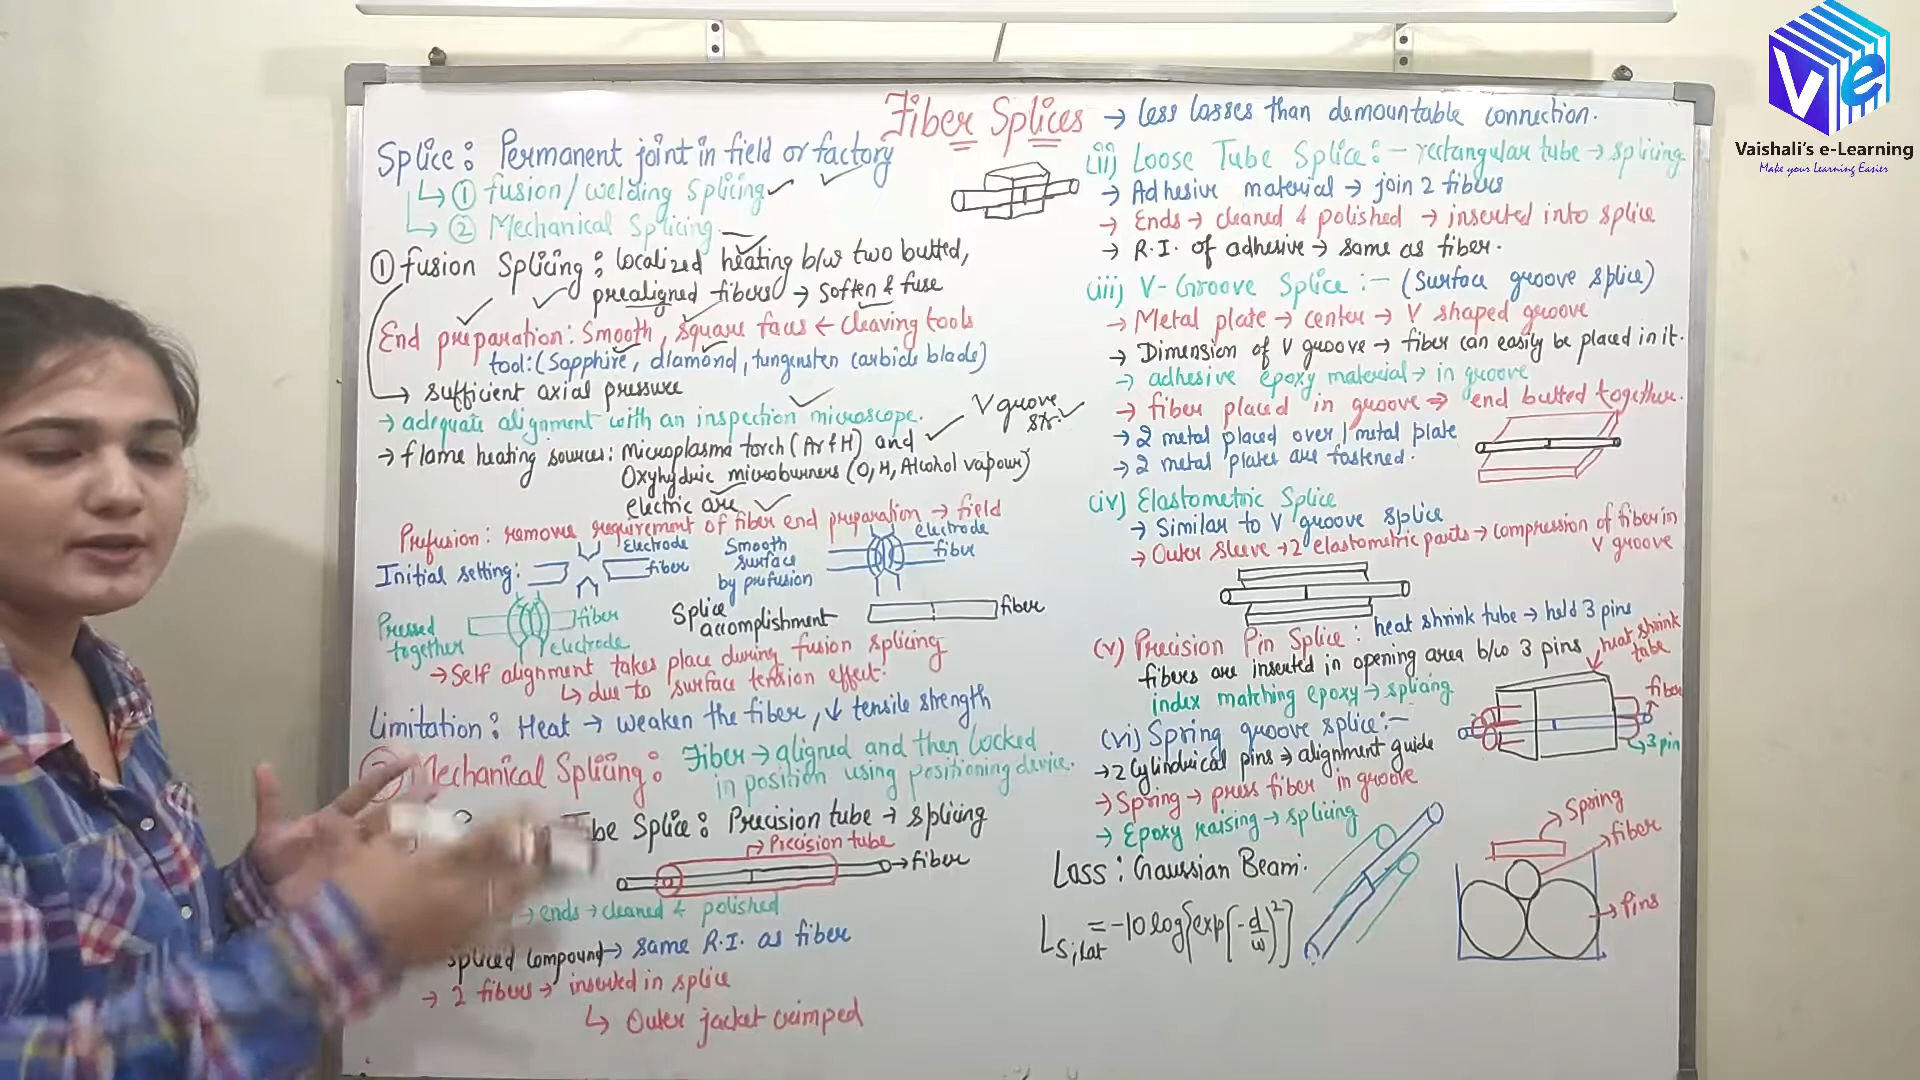 Fiber Splices → less losses than demountable connection.
Splice: Permanent joint in field or factory
↳ ① fusion/welding splicing
↳ ② Mechanical Splicing
① fusion Splicing: localized heating b/w two butted,
prealigned fibers → soften & fuse
End preparation: Smooth, square faces ← cleaving tools
tool: (Sapphire, diamond, tungunsten carbide blade)
→ sufficient axial pressure
→ adequate alignment with an inspection microscope.
V groove
str.
→ flame heating sources: microplasma torch (Ar & H) and
Oxyhydric microburners (O, H, Alcohol vapour)
electric arc
Prefusion: remove requirement of fiber end preparation → field
Initial setting:
Electrode
fiber
Smooth
surface
by prefusion
electrode
fiber
Pressed
together
fiber
electrode
Splice
accomplishment
fiber
→ Self alignment takes place during fusion splicing
↳ due to surface tension effect.
Limitation: Heat → weaken the fiber, ↓ tensile strength
② Mechanical Splicing: Fiber → aligned and then Locked
in position using positioning device.
Tube Splice: Precision tube → splicing
→ Precision tube
→ fiber
→ ends → cleaned & polished
spliced compound → same R.I. as fiber
→ 2 fibers → inserted in splice
↳ Outer jacket crimped
(ii) Loose Tube Splice:- rectangular tube → splicing
→ Adhesive material → join 2 fibers
→ Ends → cleaned & polished → inserted into splice
→ R.I. of adhesive → same as fiber.
(iii) V-Groove Splice:- (Surface groove splice)
→ Metal plate → center → V shaped groove
→ Dimension of V groove → fiber can easily be placed in it.
→ adhesive epoxy material → in groove
→ fiber placed in groove ⇒ end butted together.
→ 2 metal placed over 1 metal plate
→ 2 metal plates are fastened.
(iv) Elastometric Splice
→ Similar to V groove splice
→ Outer sleeve → 2 elastometric parts → compression of fiber in
V groove
(v) Precision Pin Splice: heat shrink tube → held 3 pins
fibers are inserted in opening area b/w 3 pins
heat shrink
tube
index matching epoxy → splicing
fiber
3 pin
(vi) Spring groove splice:-
→ 2 Cylindrical pins → alignment guide
→ Spring → press fiber in groove
→ Epoxy raising → splicing
Spring
fiber
Pins
Loss: Gaussian Beam.
L S;lat = -10 log{exp[-d/ω)²]}
Ve
Vaishali's e-Learning
Make your Learning Easier